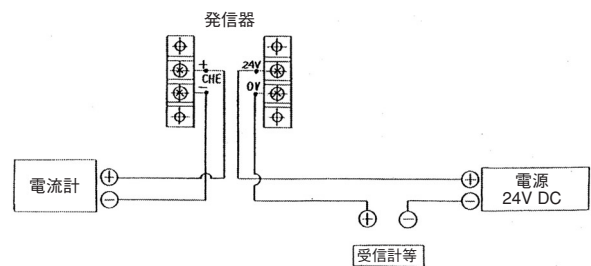 発信器
+
24V
CHE
-
0V
電流計
+
-
+
-
電源
24V DC
+
-
受信計等